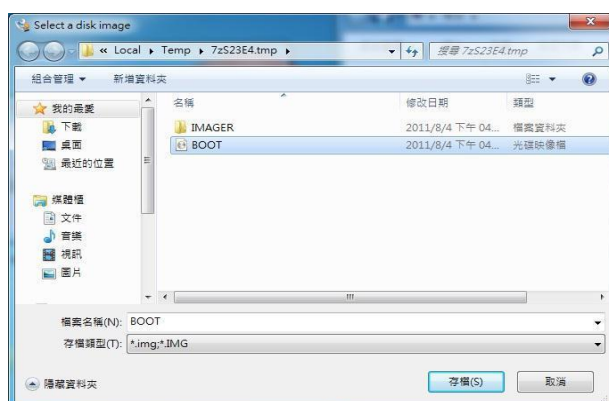 Select a disk image
« Local ▸ Temp ▸ 7zS23E4.tmp ▸
搜尋 7zS23E4.tmp
組合管理 ▼ 新增資料夾
名稱 修改日期 類型
我的最愛
下載
桌面
最近的位置
媒體櫃
文件
音樂
視訊
圖片
IMAGER 2011/8/4 下午 04... 檔案資料夾
BOOT 2011/8/4 下午 04... 光碟映像檔
檔案名稱(N): BOOT
存檔類型(T): *.img;*.IMG
隱藏資料夾 存檔(S) 取消